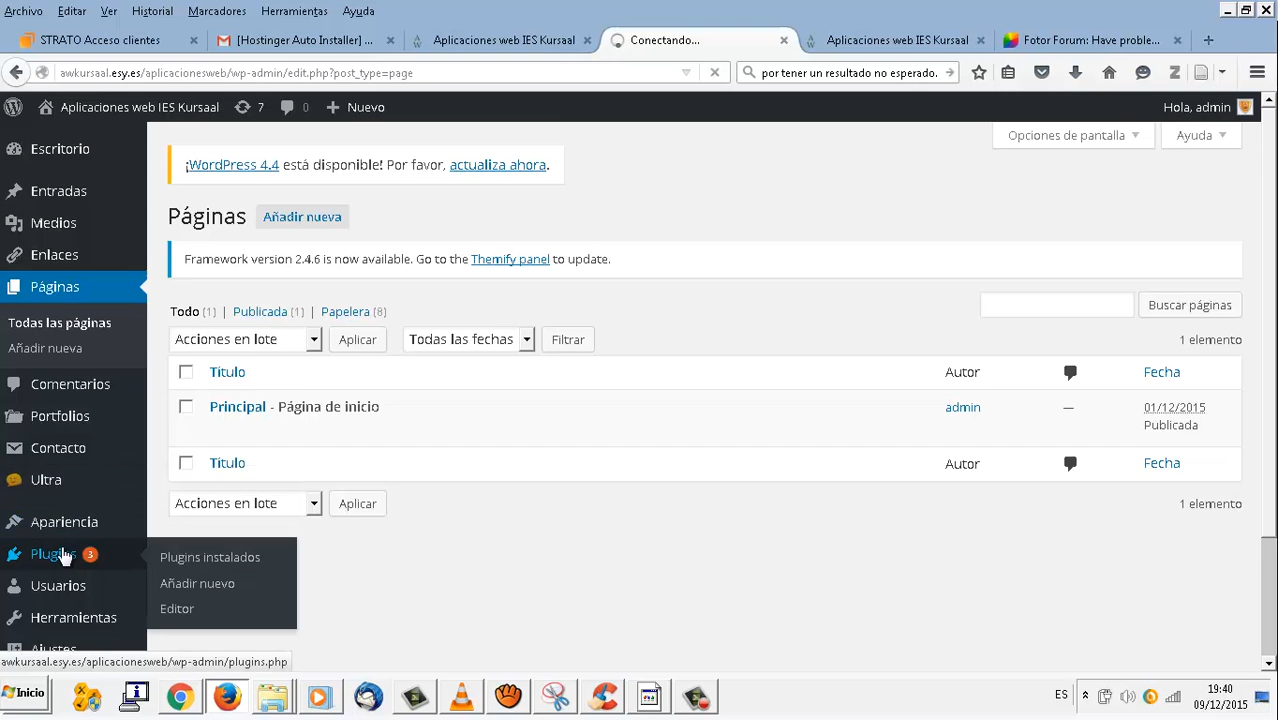 Archivo Editar Ver Historial Marcadores Herramientas Ayuda
STRATO Acceso clientes
[Hostinger Auto Installer] ...
Aplicaciones web IES Kursaal
Conectando...
Aplicaciones web IES Kursaal
Fotor Forum: Have proble...
awkursaal.esy.es/aplicacionesweb/wp-admin/edit.php?post_type=page
por tener un resultado no esperado.
Aplicaciones web IES Kursaal 7 0 Nuevo
Hola, admin
Escritorio
Entradas
Medios
Enlaces
Páginas
Todas las páginas
Añadir nueva
Comentarios
Portfolios
Contacto
Ultra
Apariencia
Plugins 3
Usuarios
Herramientas
Ajustes
Plugins instalados
Añadir nuevo
Editor
Opciones de pantalla
Ayuda
¡WordPress 4.4 está disponible! Por favor, actualiza ahora.
Páginas Añadir nueva
Framework version 2.4.6 is now available. Go to the Themify panel to update.
Todo (1) | Publicada (1) | Papelera (8)
Buscar páginas
Acciones en lote Aplicar Todas las fechas Filtrar
1 elemento
Título Autor Fecha
Principal - Página de inicio admin — 01/12/2015
Publicada
Título Autor Fecha
Acciones en lote Aplicar
1 elemento
awkursaal.esy.es/aplicacionesweb/wp-admin/plugins.php
Inicio
ES
19:40
09/12/2015